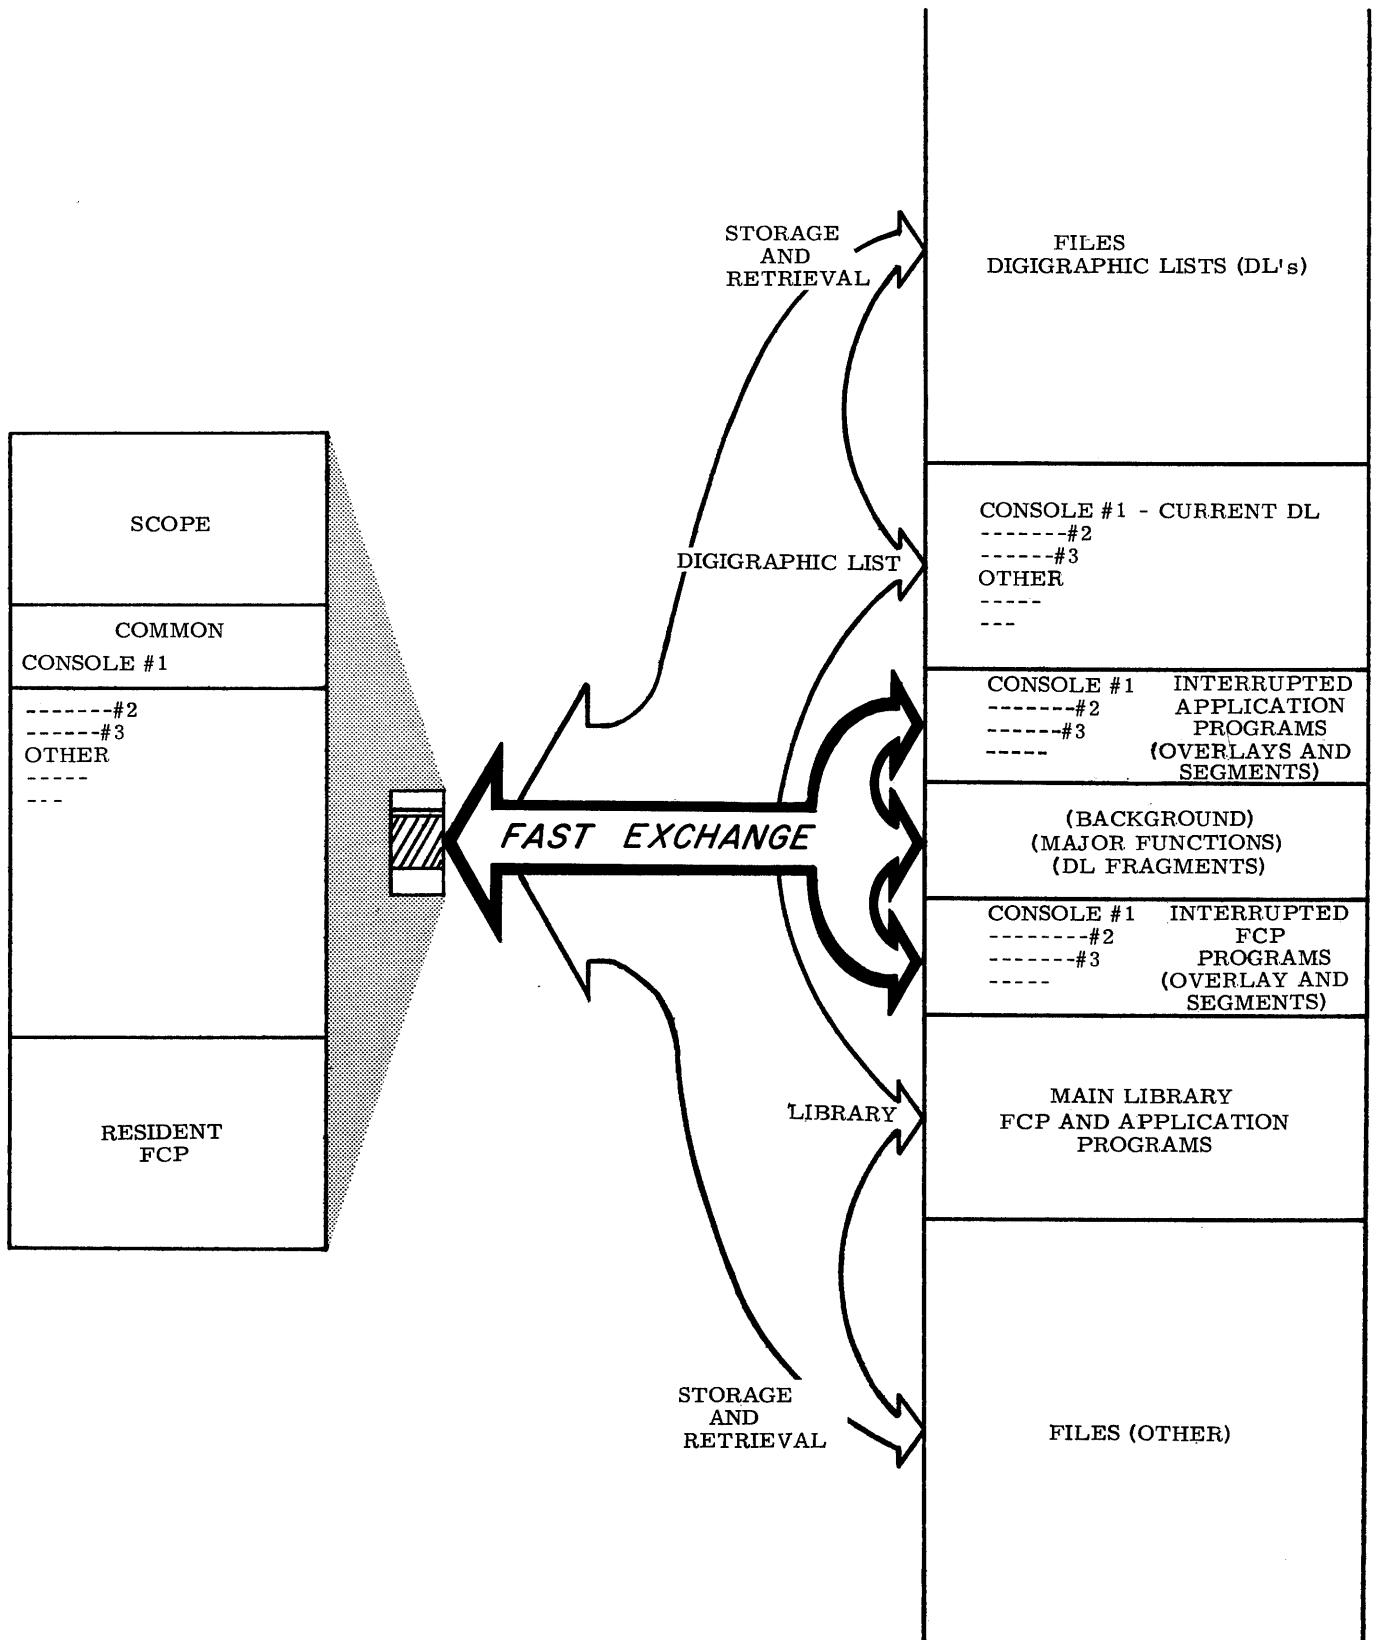 SCOPE
COMMON
CONSOLE #1
-------#2
------#3
OTHER
-----
---
RESIDENT
FCP
STORAGE
AND
RETRIEVAL
DIGIGRAPHIC LIST
FAST EXCHANGE
LIBRARY
STORAGE
AND
RETRIEVAL
FILES
DIGIGRAPHIC LISTS (DL's)
CONSOLE #1 - CURRENT DL
-------#2
------#3
OTHER
-----
---
CONSOLE #1 INTERRUPTED
-------#2 APPLICATION
------#3 PROGRAMS
----- (OVERLAYS AND
SEGMENTS)
(BACKGROUND)
(MAJOR FUNCTIONS)
(DL FRAGMENTS)
CONSOLE #1 INTERRUPTED
--------#2 FCP
-------#3 PROGRAMS
----- (OVERLAY AND
SEGMENTS)
MAIN LIBRARY
FCP AND APPLICATION
PROGRAMS
FILES (OTHER)